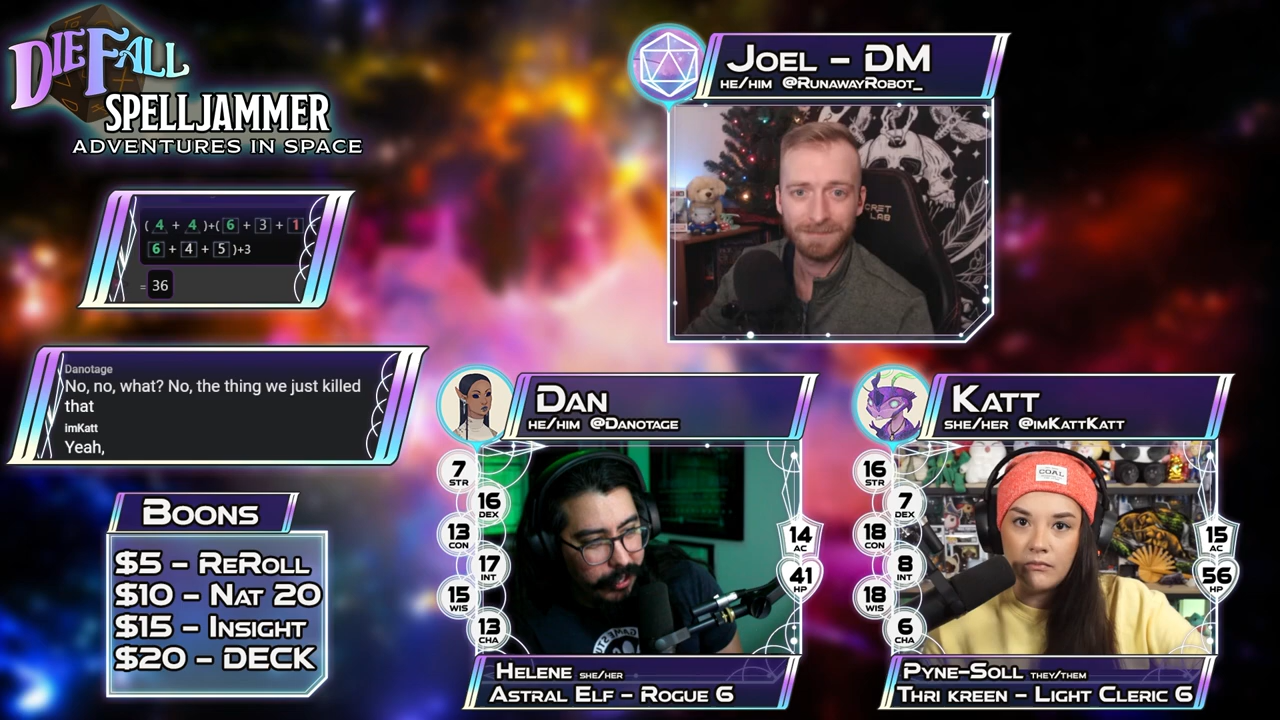 DIEFALL
SPELLJAMMER
ADVENTURES IN SPACE
( 4 + 4 )+( 6 + 3 + 1
6 + 4 + 5 )+3
= 36
Danotage
No, no, what? No, the thing we just killed
that
imKatt
Yeah,
BOONS
$5 – REROLL
$10 – NAT 20
$15 – INSIGHT
$20 – DECK
JOEL – DM
HE/HIM @RUNAWAYROBOT_
SECRET
LAB
DAN
HE/HIM @DANOTAGE
7
STR
16
DEX
13
CON
17
INT
15
WIS
13
CHA
14
AC
41
HP
HELENE SHE/HER
ASTRAL ELF – ROGUE 6
KATT
SHE/HER @IMKATTKATT
COAL
16
STR
7
DEX
18
CON
8
INT
18
WIS
6
CHA
15
AC
56
HP
PYNE-SOLL THEY/THEM
THRI KREEN – LIGHT CLERIC 6